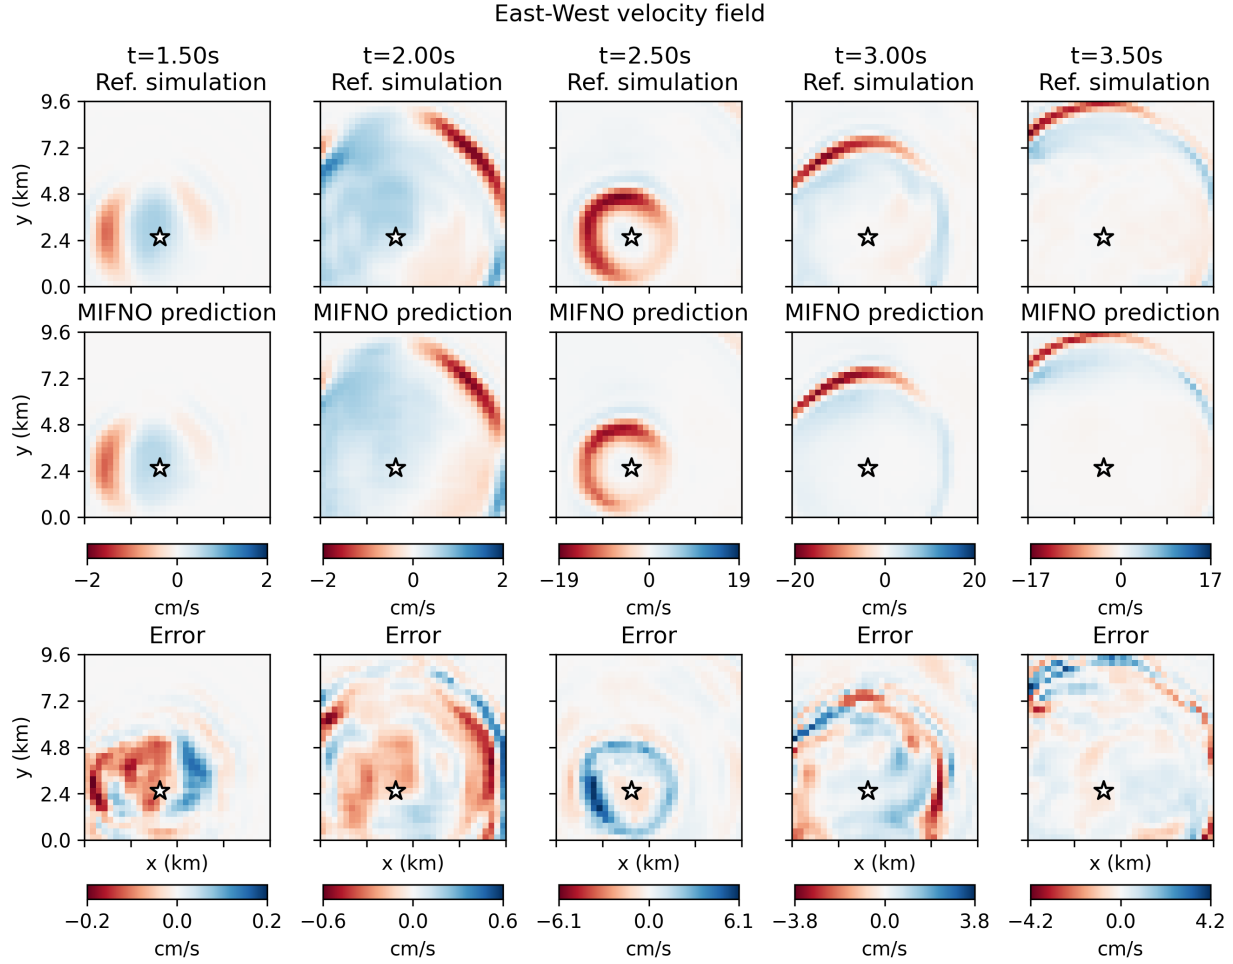 East-West velocity field
t=1.50s t=2.00s t=2.50s t=3.00s t=3.50s
Ref. simulation Ref. simulation Ref. simulation Ref. simulation Ref. simulation
9.6
7.2
4.8
2.4
0.0
y (km)
MIFNO prediction MIFNO prediction MIFNO prediction MIFNO prediction MIFNO prediction
9.6
7.2
4.8
2.4
0.0
y (km)
−2 0 2 −2 0 2 −19 0 19 −20 0 20 −17 0 17
cm/s cm/s cm/s cm/s cm/s
Error Error Error Error Error
9.6
7.2
4.8
2.4
0.0
y (km)
x (km) x (km) x (km) x (km) x (km)
−0.2 0.0 0.2 −0.6 0.0 0.6 −6.1 0.0 6.1 −3.8 0.0 3.8 −4.2 0.0 4.2
cm/s cm/s cm/s cm/s cm/s